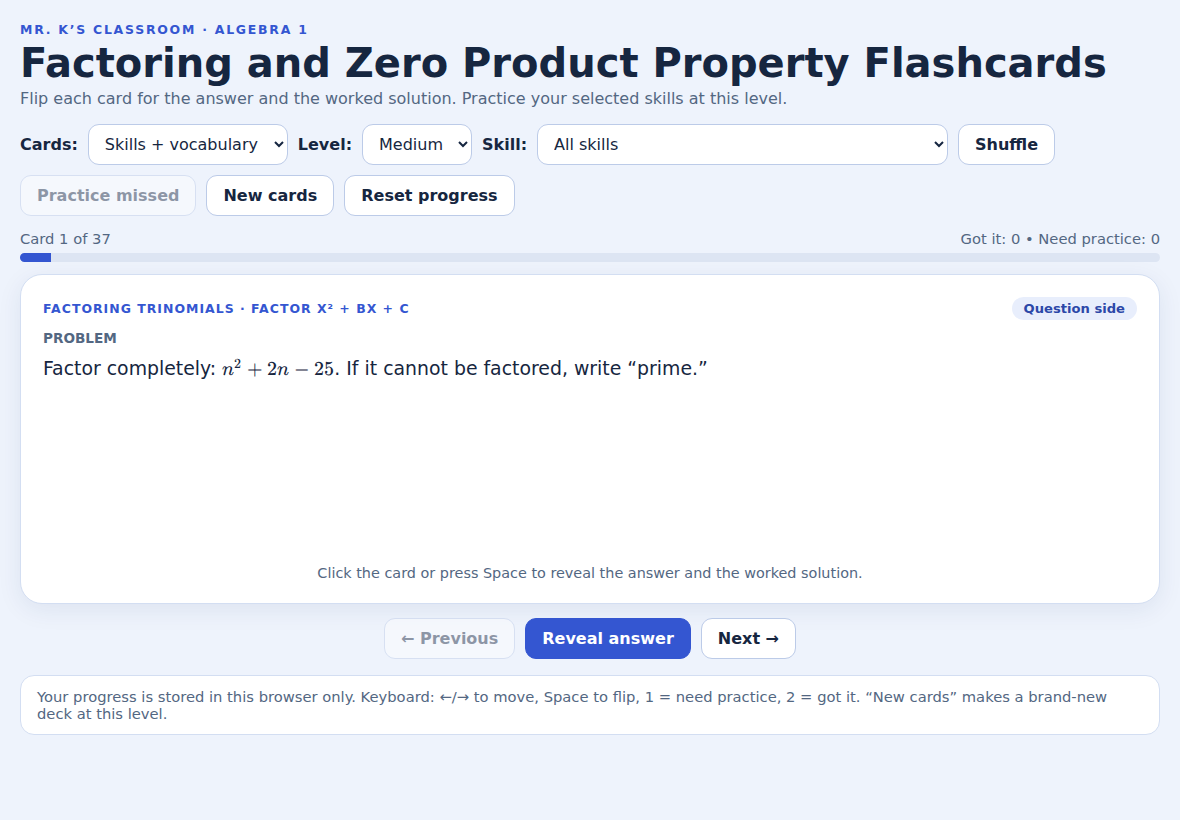 MR. K’S CLASSROOM · ALGEBRA 1
Factoring and Zero Product Property Flashcards
Flip each card for the answer and the worked solution. Practice your selected skills at this level.
Cards: Skills + vocabulary Level: Medium Skill: All skills Shuffle
Practice missed New cards Reset progress
Card 1 of 37 Got it: 0 • Need practice: 0
FACTORING TRINOMIALS · FACTOR X² + BX + C Question side
PROBLEM
Factor completely: n² + 2n − 25. If it cannot be factored, write “prime.”
Click the card or press Space to reveal the answer and the worked solution.
← Previous Reveal answer Next →
Your progress is stored in this browser only. Keyboard: ←/→ to move, Space to flip, 1 = need practice, 2 = got it. “New cards” makes a brand-new
deck at this level.